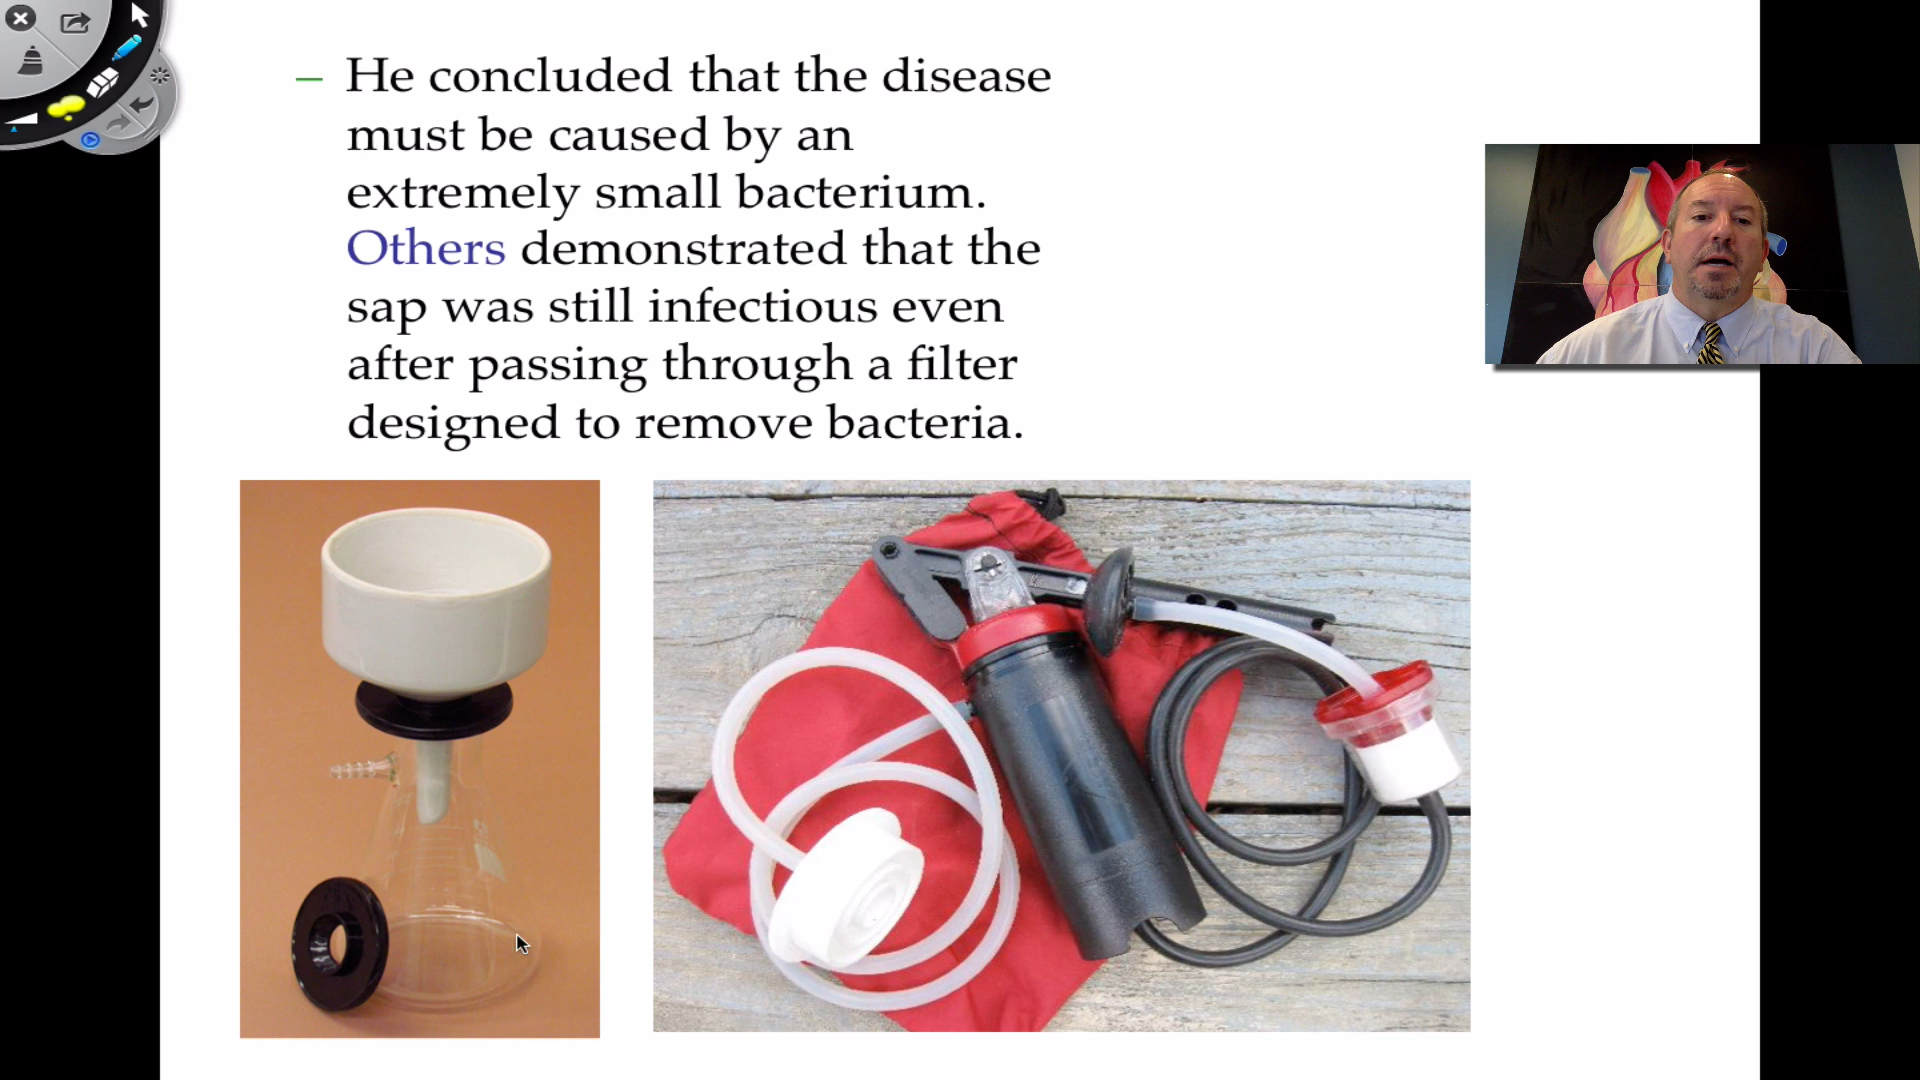 – He concluded that the disease
must be caused by an
extremely small bacterium.
Others demonstrated that the
sap was still infectious even
after passing through a filter
designed to remove bacteria.